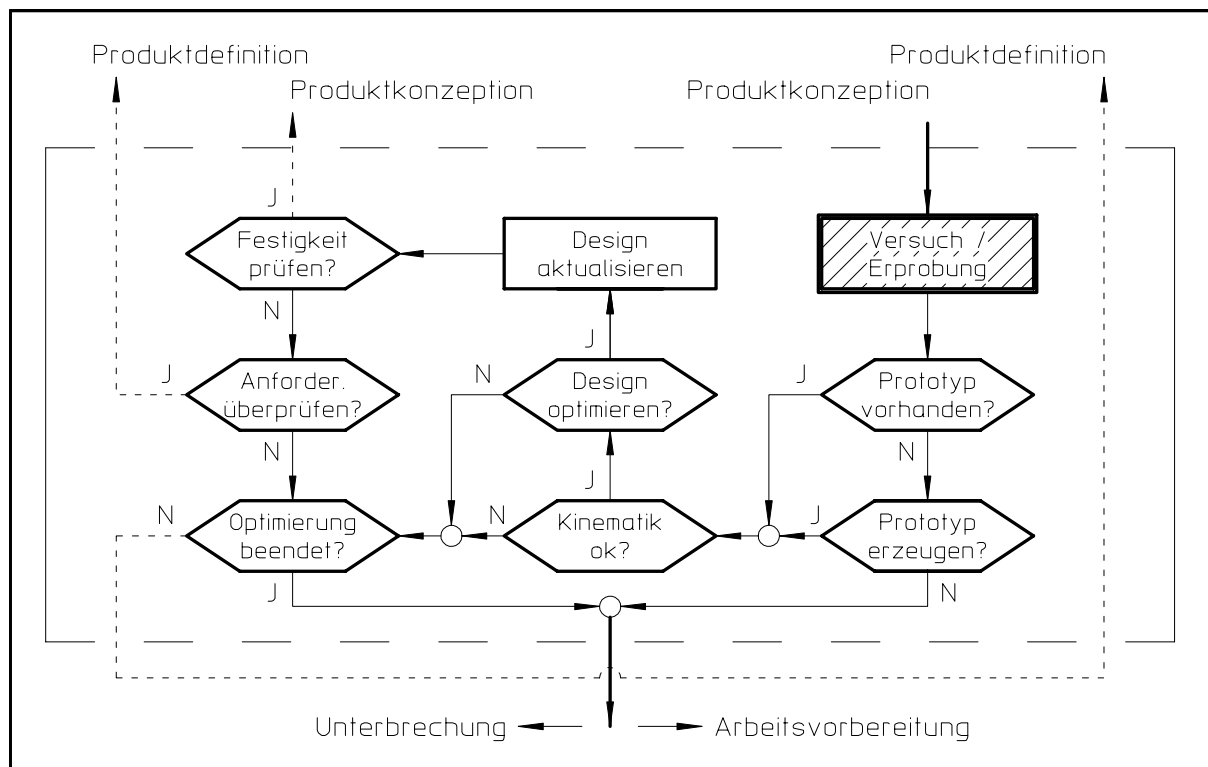 Produktdefinition
Produktdefinition
Produktkonzeption
Produktkonzeption
J
Festigkeit
prüfen?
Design
aktualisieren
Versuch /
Erprobung
N
J
J
Anforder.
überprüfen?
N
Design
optimieren?
J
Prototyp
vorhanden?
N
J
N
N
Optimierung
beendet?
N
Kinematik
ok?
J
Prototyp
erzeugen?
J
N
Unterbrechung
Arbeitsvorbereitung